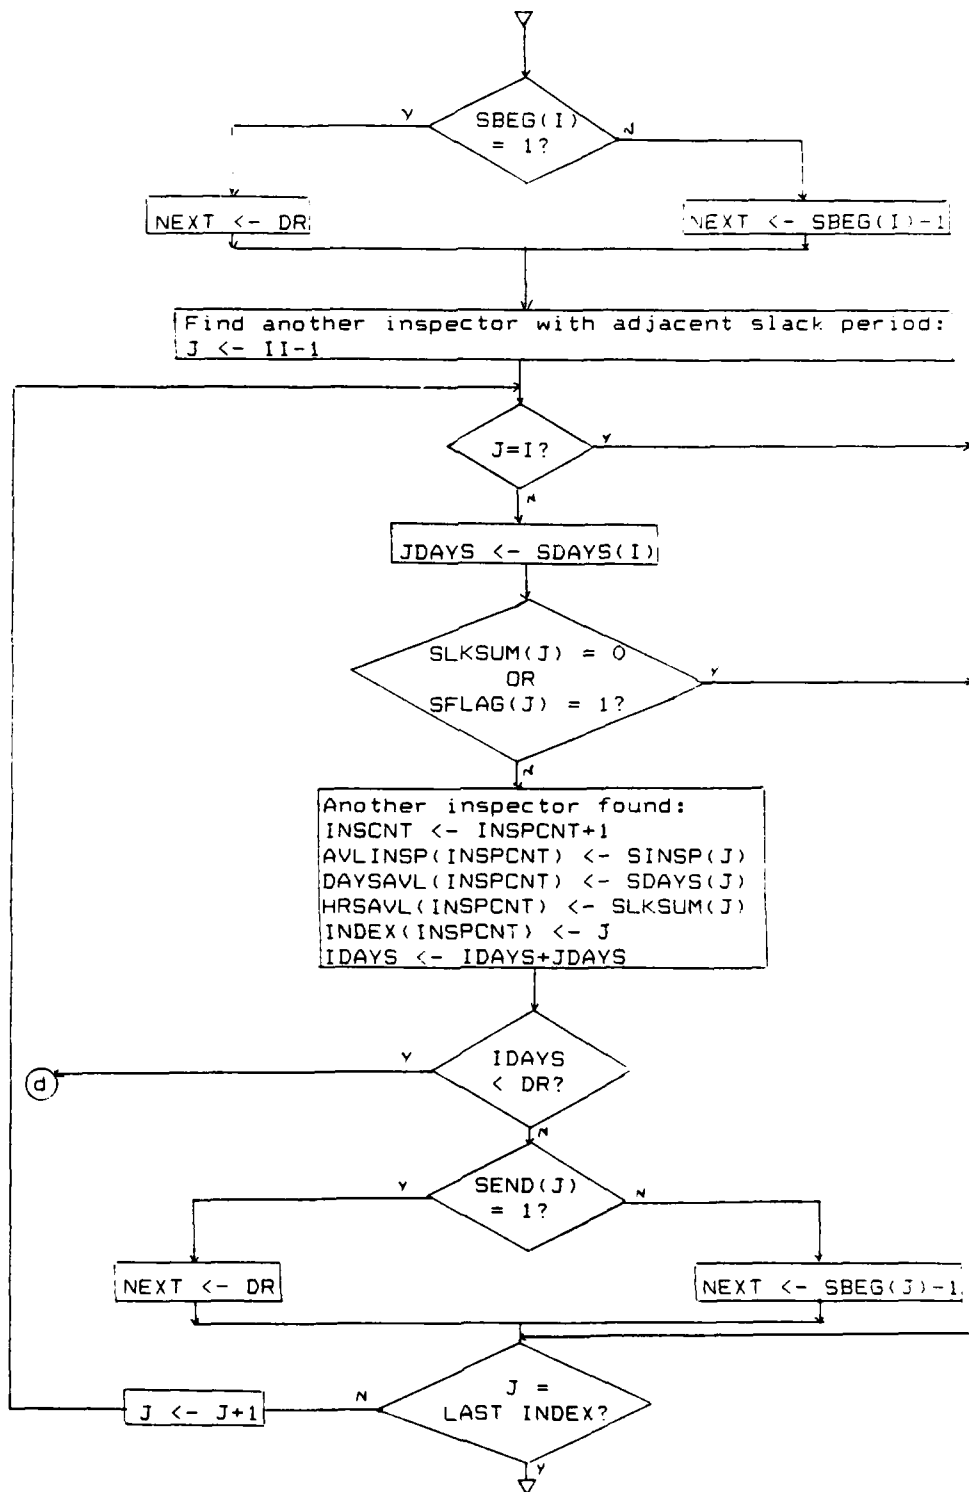 SBEG(I)
= 1?
Y
N
NEXT <- DR
NEXT <- SBEG(I)-1
Find another inspector with adjacent slack period:
J <- II-1
J=I?
Y
N
JDAYS <- SDAYS(I)
SLKSUM(J) = 0
OR
SFLAG(J) = 1?
Y
N
Another inspector found:
INSCNT <- INSPCNT+1
AVLINSP(INSPCNT) <- SINSP(J)
DAYSAVL(INSPCNT) <- SDAYS(J)
HRSAVL(INSPCNT) <- SLKSUM(J)
INDEX(INSPCNT) <- J
IDAYS <- IDAYS+JDAYS
IDAYS
< DR?
Y
N
d
SEND(J)
= 1?
Y
N
NEXT <- DR
NEXT <- SBEG(J)-1
J =
LAST INDEX?
N
J <- J+1
Y